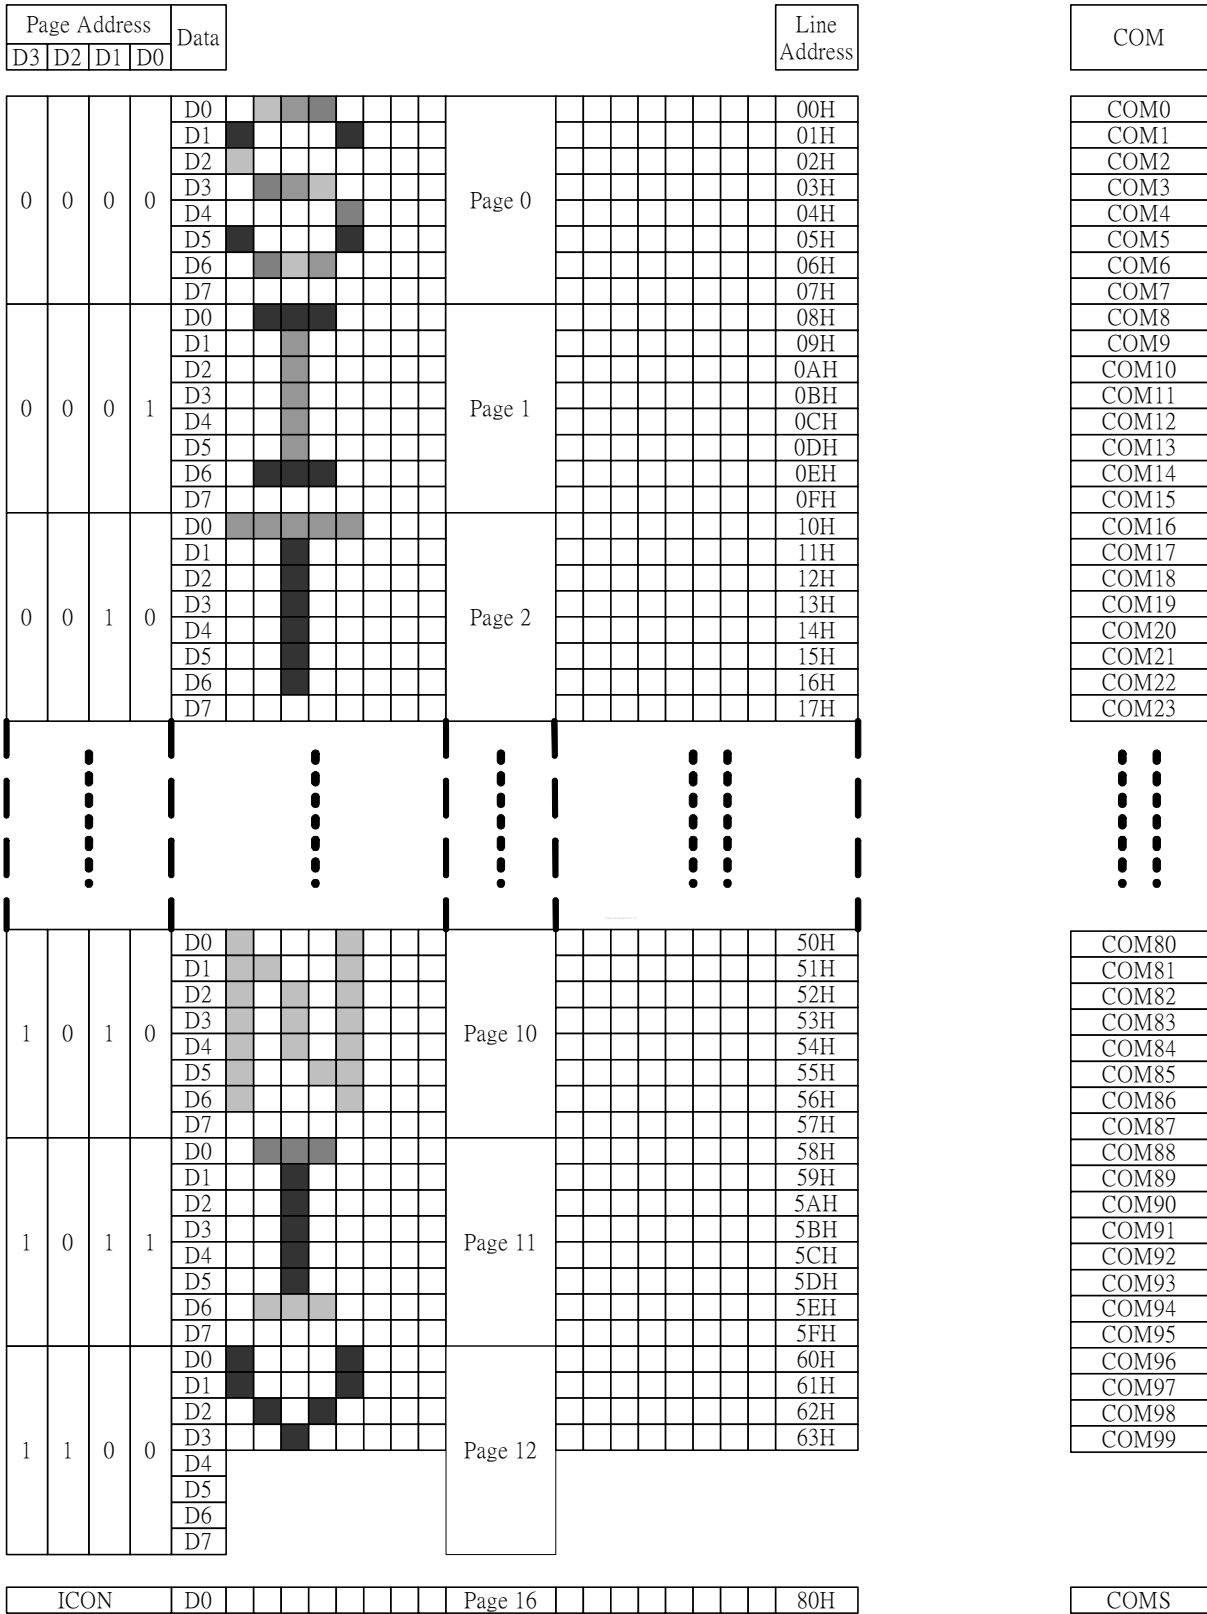 Page Address Data Line Address COM
D3 D2 D1 D0
D0 00H COM0
D1 01H COM1
D2 02H COM2
D3 03H COM3
0 0 0 0 Page 0
D4 04H COM4
D5 05H COM5
D6 06H COM6
D7 07H COM7
D0 08H COM8
D1 09H COM9
D2 0AH COM10
D3 0BH COM11
0 0 0 1 Page 1
D4 0CH COM12
D5 0DH COM13
D6 0EH COM14
D7 0FH COM15
D0 10H COM16
D1 11H COM17
D2 12H COM18
D3 13H COM19
0 0 1 0 Page 2
D4 14H COM20
D5 15H COM21
D6 16H COM22
D7 17H COM23
D0 50H COM80
D1 51H COM81
D2 52H COM82
D3 53H COM83
1 0 1 0 Page 10
D4 54H COM84
D5 55H COM85
D6 56H COM86
D7 57H COM87
D0 58H COM88
D1 59H COM89
D2 5AH COM90
D3 5BH COM91
1 0 1 1 Page 11
D4 5CH COM92
D5 5DH COM93
D6 5EH COM94
D7 5FH COM95
D0 60H COM96
D1 61H COM97
D2 62H COM98
D3 63H COM99
1 1 0 0 Page 12
D4
D5
D6
D7
ICON D0 Page 16 80H COMS